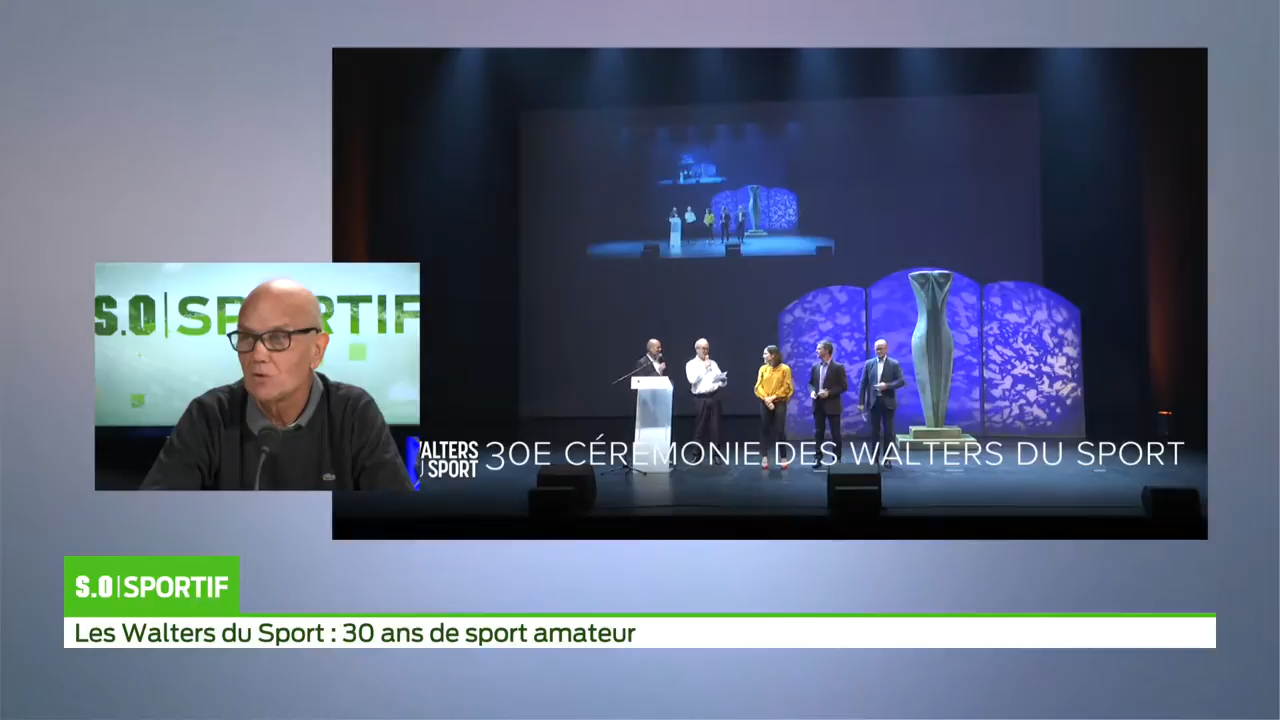 S.O | SPORTIF
WALTERS
DU SPORT
30E CÉRÉMONIE DES WALTERS DU SPORT
S.O | SPORTIF
Les Walters du Sport : 30 ans de sport amateur